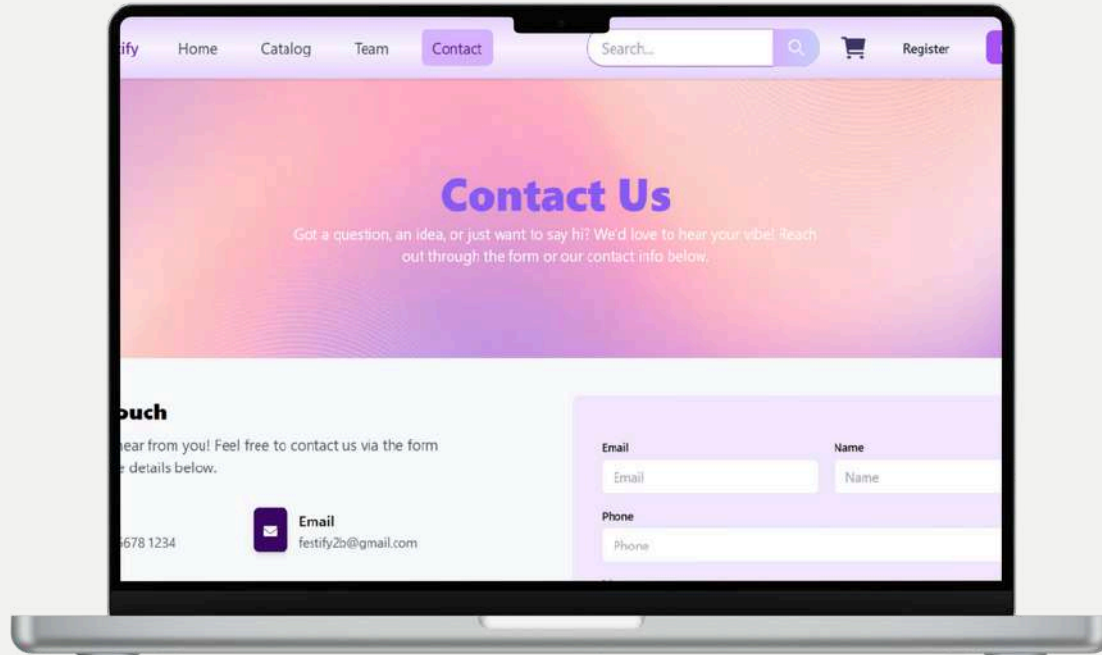 tify Home Catalog Team Contact Search... Register
Contact Us
Got a question, an idea, or just want to say hi? We'd love to hear your vibe! Reach
out through the form or our contact info below.
ouch
hear from you! Feel free to contact us via the form
e details below.
5678 1234
Email
festify2b@gmail.com
Email Name
Email Name
Phone
Phone